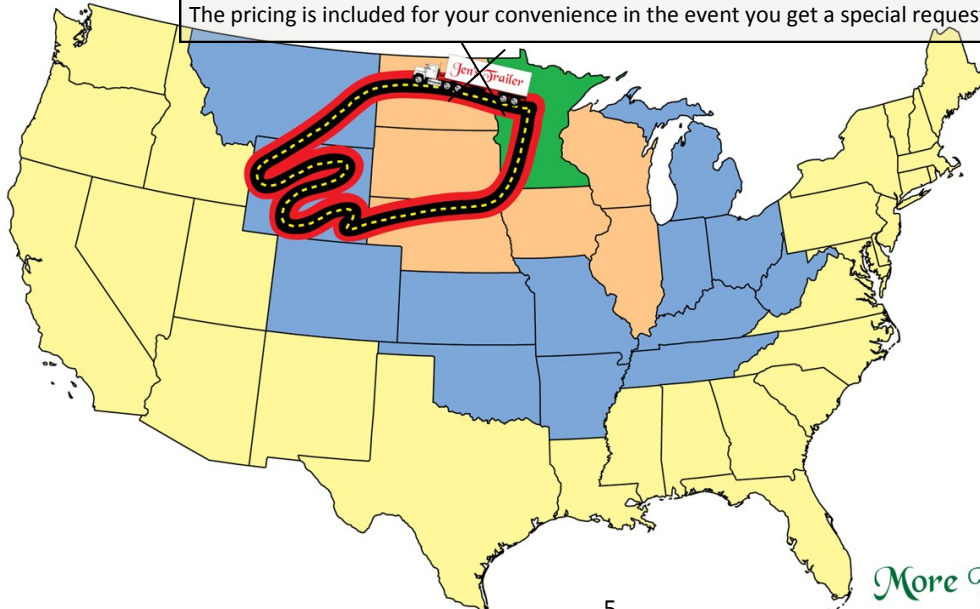 The pricing is included for your convenience in the event you get a special reques
Jen's Trailer
5
More